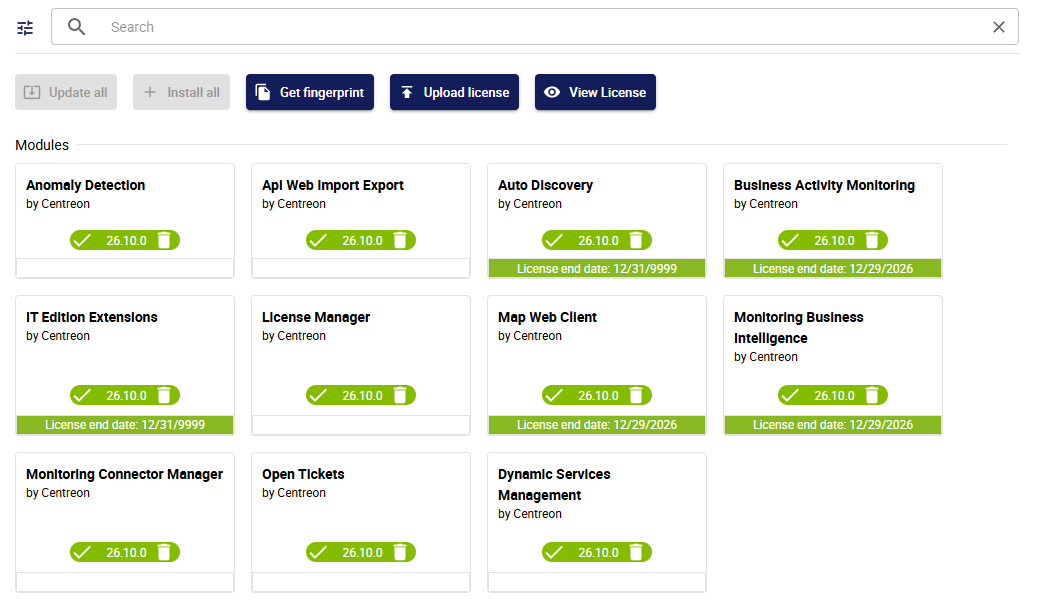 Search
Update all
Install all
Get fingerprint
Upload license
View License
Modules
Anomaly Detection
by Centreon
26.10.0
Api Web Import Export
by Centreon
26.10.0
Auto Discovery
by Centreon
26.10.0
License end date: 12/31/9999
Business Activity Monitoring
by Centreon
26.10.0
License end date: 12/29/2026
IT Edition Extensions
by Centreon
26.10.0
License end date: 12/31/9999
License Manager
by Centreon
26.10.0
Map Web Client
by Centreon
26.10.0
License end date: 12/29/2026
Monitoring Business
Intelligence
by Centreon
26.10.0
License end date: 12/29/2026
Monitoring Connector Manager
by Centreon
26.10.0
Open Tickets
by Centreon
26.10.0
Dynamic Services
Management
by Centreon
26.10.0